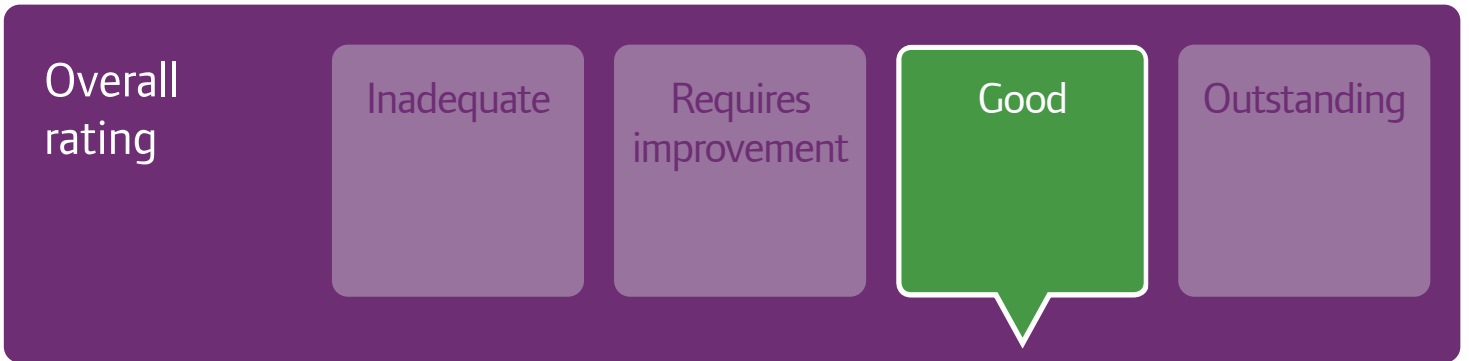 Overall
rating
Inadequate
Requires
improvement
Good
Outstanding